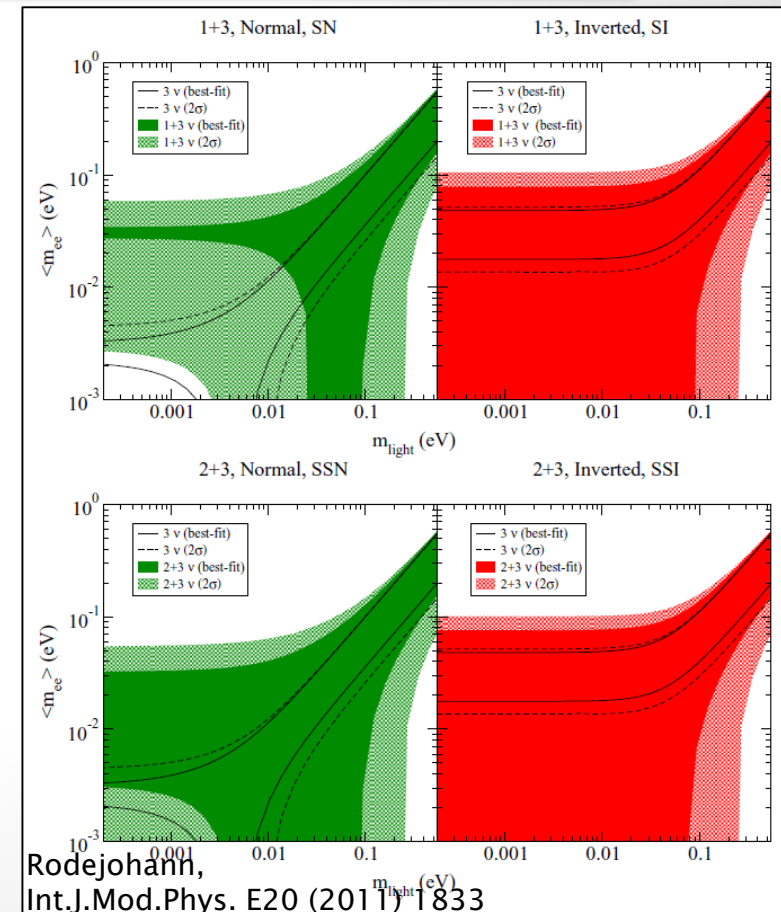 1+3, Normal, SN
1+3, Inverted, SI
10^0
10^-1
10^-2
10^-3
<m_ee> (eV)
3 ν (best-fit)
3 ν (2σ)
1+3 ν (best-fit)
1+3 ν (2σ)
3 ν (best-fit)
3 ν (2σ)
1+3 ν (best-fit)
1+3 ν (2σ)
0.001 0.01 0.1 0.001 0.01 0.1
m_light (eV)
2+3, Normal, SSN
2+3, Inverted, SSI
10^0
10^-1
10^-2
10^-3
<m_ee> (eV)
3 ν (best-fit)
3 ν (2σ)
2+3 ν (best-fit)
2+3 ν (2σ)
3 ν (best-fit)
3 ν (2σ)
2+3 ν (best-fit)
2+3 ν (2σ)
0.001 0.01 0.1 0.001 0.01 0.1
m_light (eV)
Rodejohann,
Int.J.Mod.Phys. E20 (2011) 1833